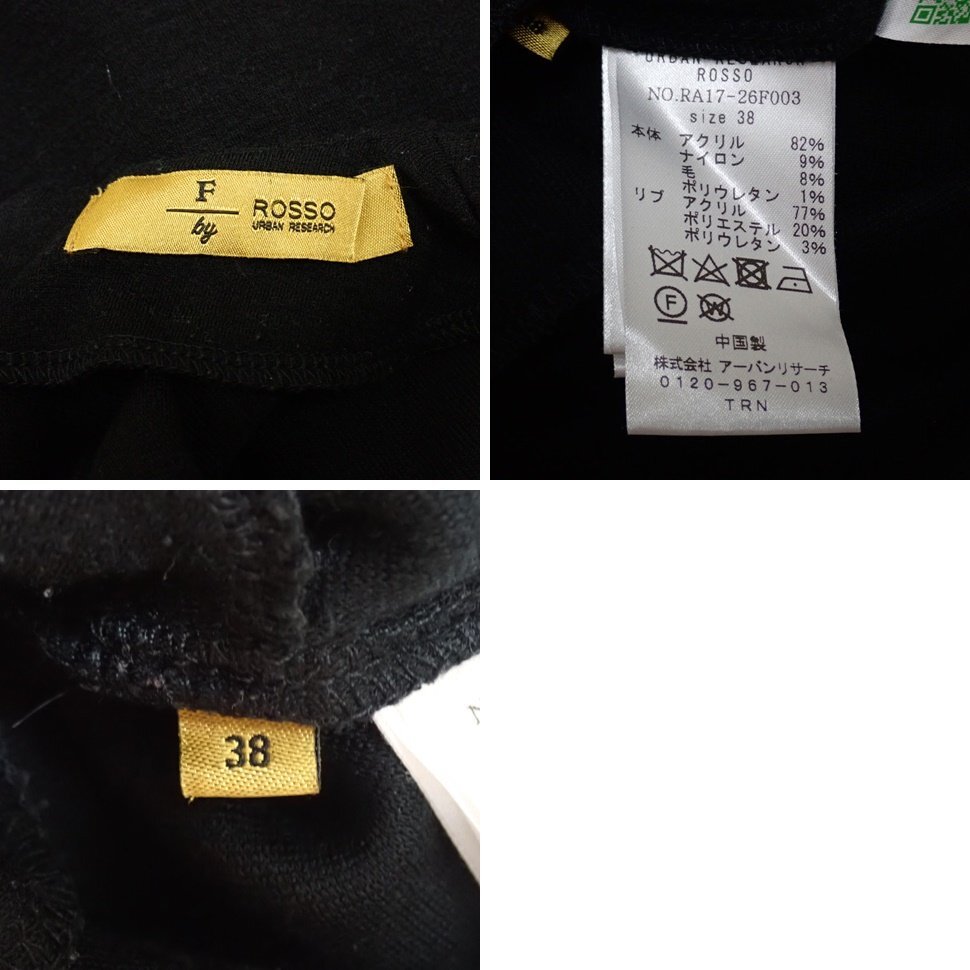 F
by
ROSSO
URBAN RESEARCH
URBAN RESEARCH
ROSSO
NO.RA17-26F003
size 38
本体 アクリル 82%
ナイロン 9%
毛 8%
ポリウレタン 1%
リブ アクリル 77%
ポリエステル 20%
ポリウレタン 3%
F W
中国製
株式会社 アーバンリサーチ
0120-967-013
TRN
38